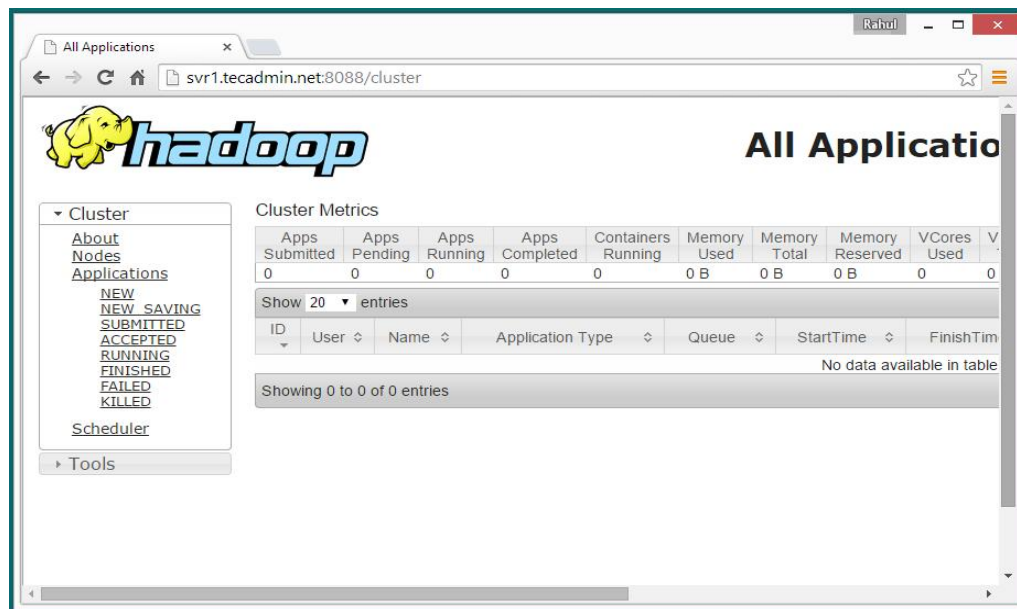 Rahul
All Applications
svr1.tecadmin.net:8088/cluster
hadoop
All Applicatio
Cluster
About
Nodes
Applications
NEW
NEW_SAVING
SUBMITTED
ACCEPTED
RUNNING
FINISHED
FAILED
KILLED
Scheduler
Tools
Cluster Metrics
Apps Submitted Apps Pending Apps Running Apps Completed Containers Running Memory Used Memory Total Memory Reserved VCores Used V
0 0 0 0 0 0 B 0 B 0 B 0 0
Show 20 entries
ID User Name Application Type Queue StartTime FinishTim
No data available in table
Showing 0 to 0 of 0 entries